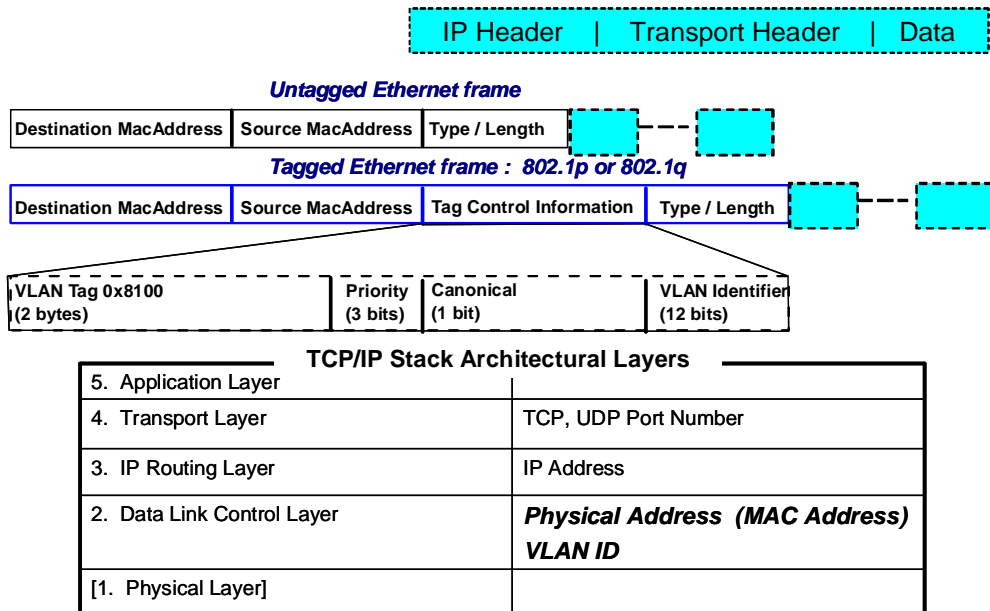 IP Header | Transport Header | Data
Untagged Ethernet frame
Destination MacAddress Source MacAddress Type / Length
Tagged Ethernet frame : 802.1p or 802.1q
Destination MacAddress Source MacAddress Tag Control Information Type / Length
VLAN Tag 0x8100 Priority Canonical VLAN Identifier
(2 bytes) (3 bits) (1 bit) (12 bits)
TCP/IP Stack Architectural Layers
5. Application Layer
4. Transport Layer TCP, UDP Port Number
3. IP Routing Layer IP Address
2. Data Link Control Layer Physical Address (MAC Address)
VLAN ID
[1. Physical Layer]